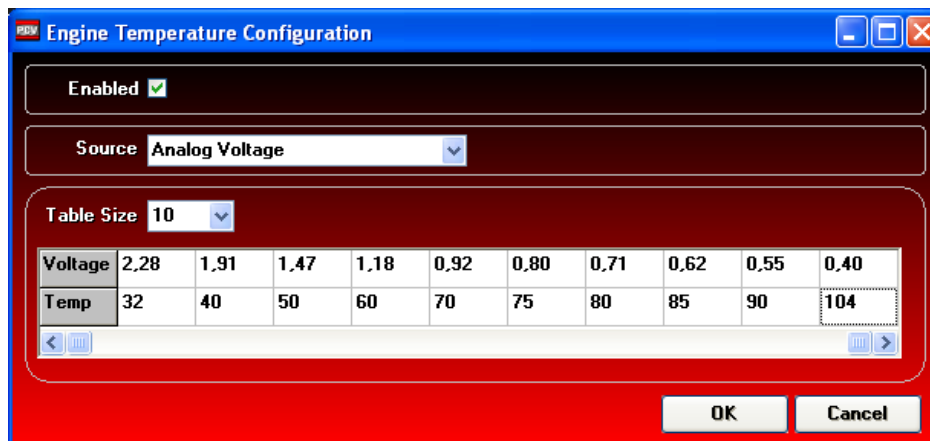 PCV Engine Temperature Configuration
Enabled
Source Analog Voltage
Table Size 10
Voltage 2,28 1,91 1,47 1,18 0,92 0,80 0,71 0,62 0,55 0,40
Temp 32 40 50 60 70 75 80 85 90 104
OK Cancel